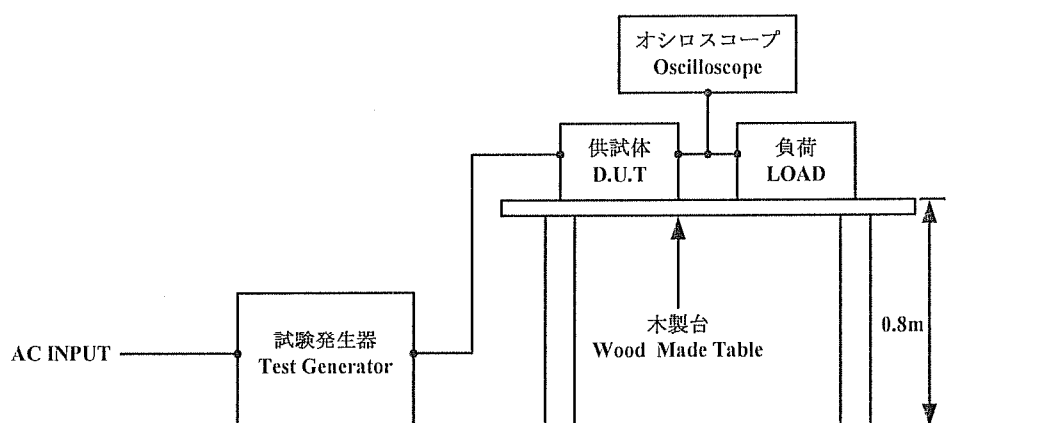 オシロスコープ
Oscilloscope
供試体
D.U.T
負荷
LOAD
木製台
Wood Made Table
0.8m
試験発生器
Test Generator
AC INPUT